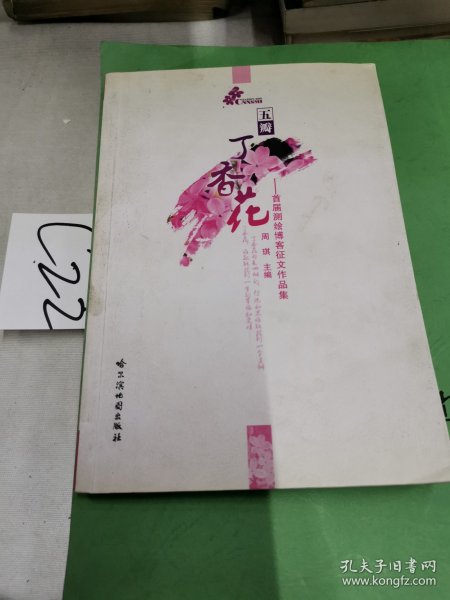 五瓣
丁香花
——首届测绘博客征文作品集
周琪 主编
哈尔滨地图出版社
C22
孔夫子旧书网
www.kongfz.com